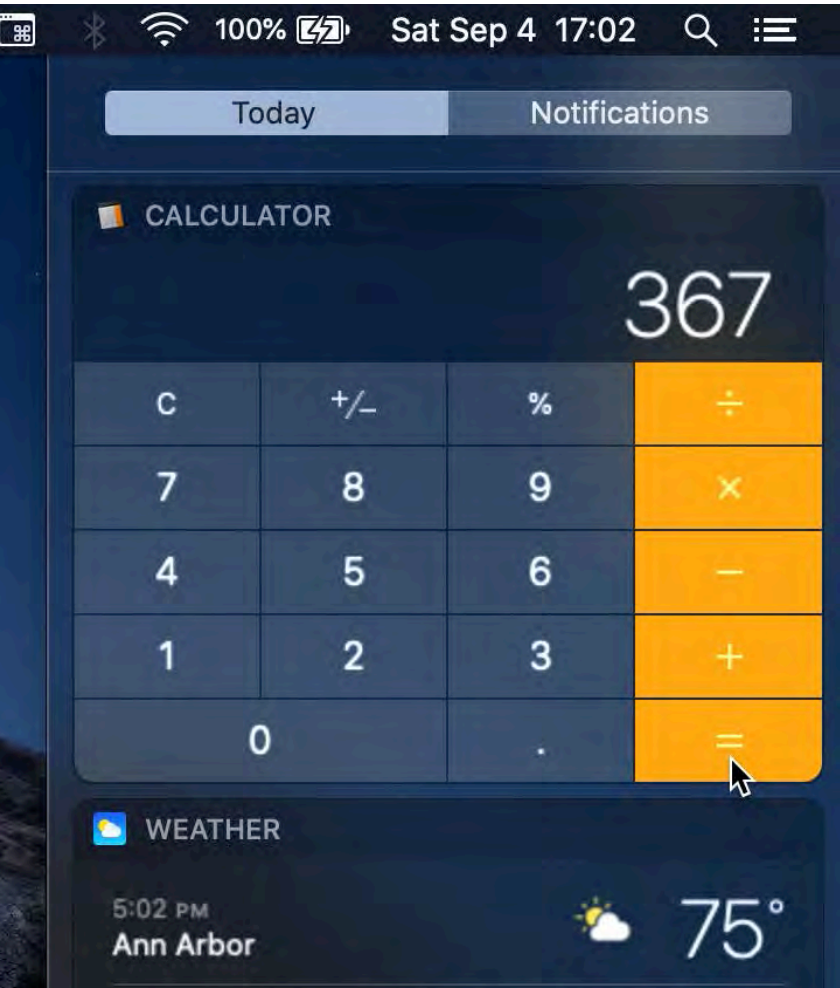 100% Sat Sep 4 17:02
Today Notifications
CALCULATOR
367
C +/− % ÷
7 8 9 ×
4 5 6 −
1 2 3 +
0 . =
WEATHER
5:02 PM
Ann Arbor
75°